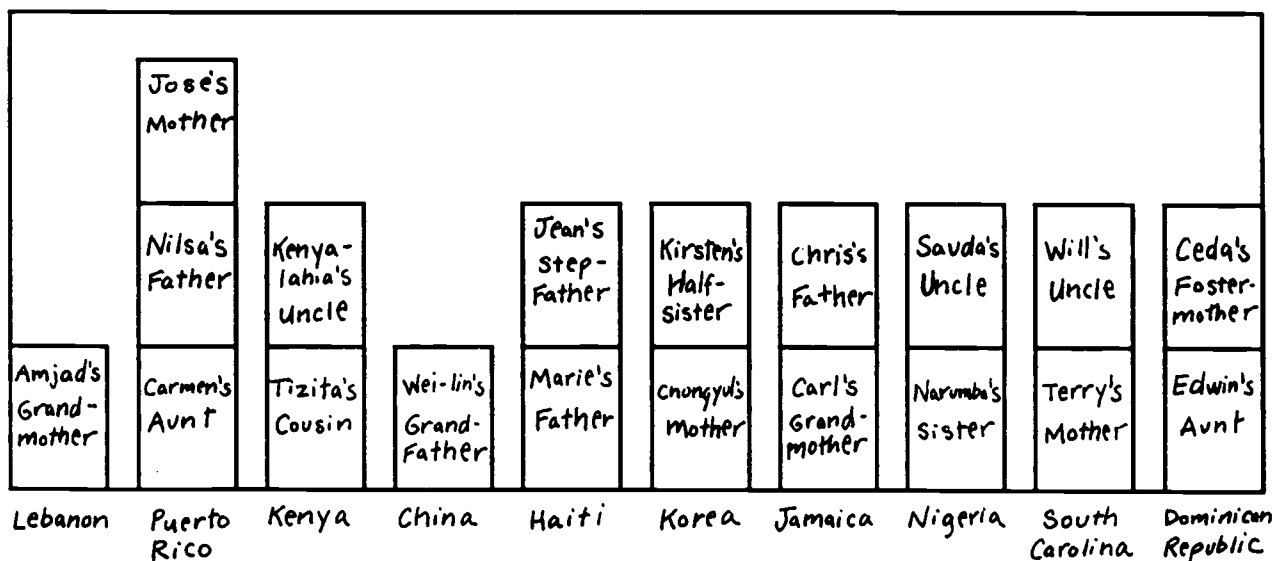 José's
Mother
Nilsa's
Father
Kenya-
lahia's
Uncle
Jean's
Step-
Father
Kirsten's
Half-
sister
Chris's
Father
Sauda's
Uncle
Will's
Uncle
Ceda's
Foster-
mother
Amjad's
Grand-
mother
Carmen's
Aunt
Tizita's
Cousin
Wei-lin's
Grand-
Father
Marie's
Father
Chongyul's
Mother
Carl's
Grand-
mother
Narumba's
Sister
Terry's
Mother
Edwin's
Aunt
Lebanon
Puerto
Rico
Kenya
China
Haiti
Korea
Jamaica
Nigeria
South
Carolina
Dominican
Republic